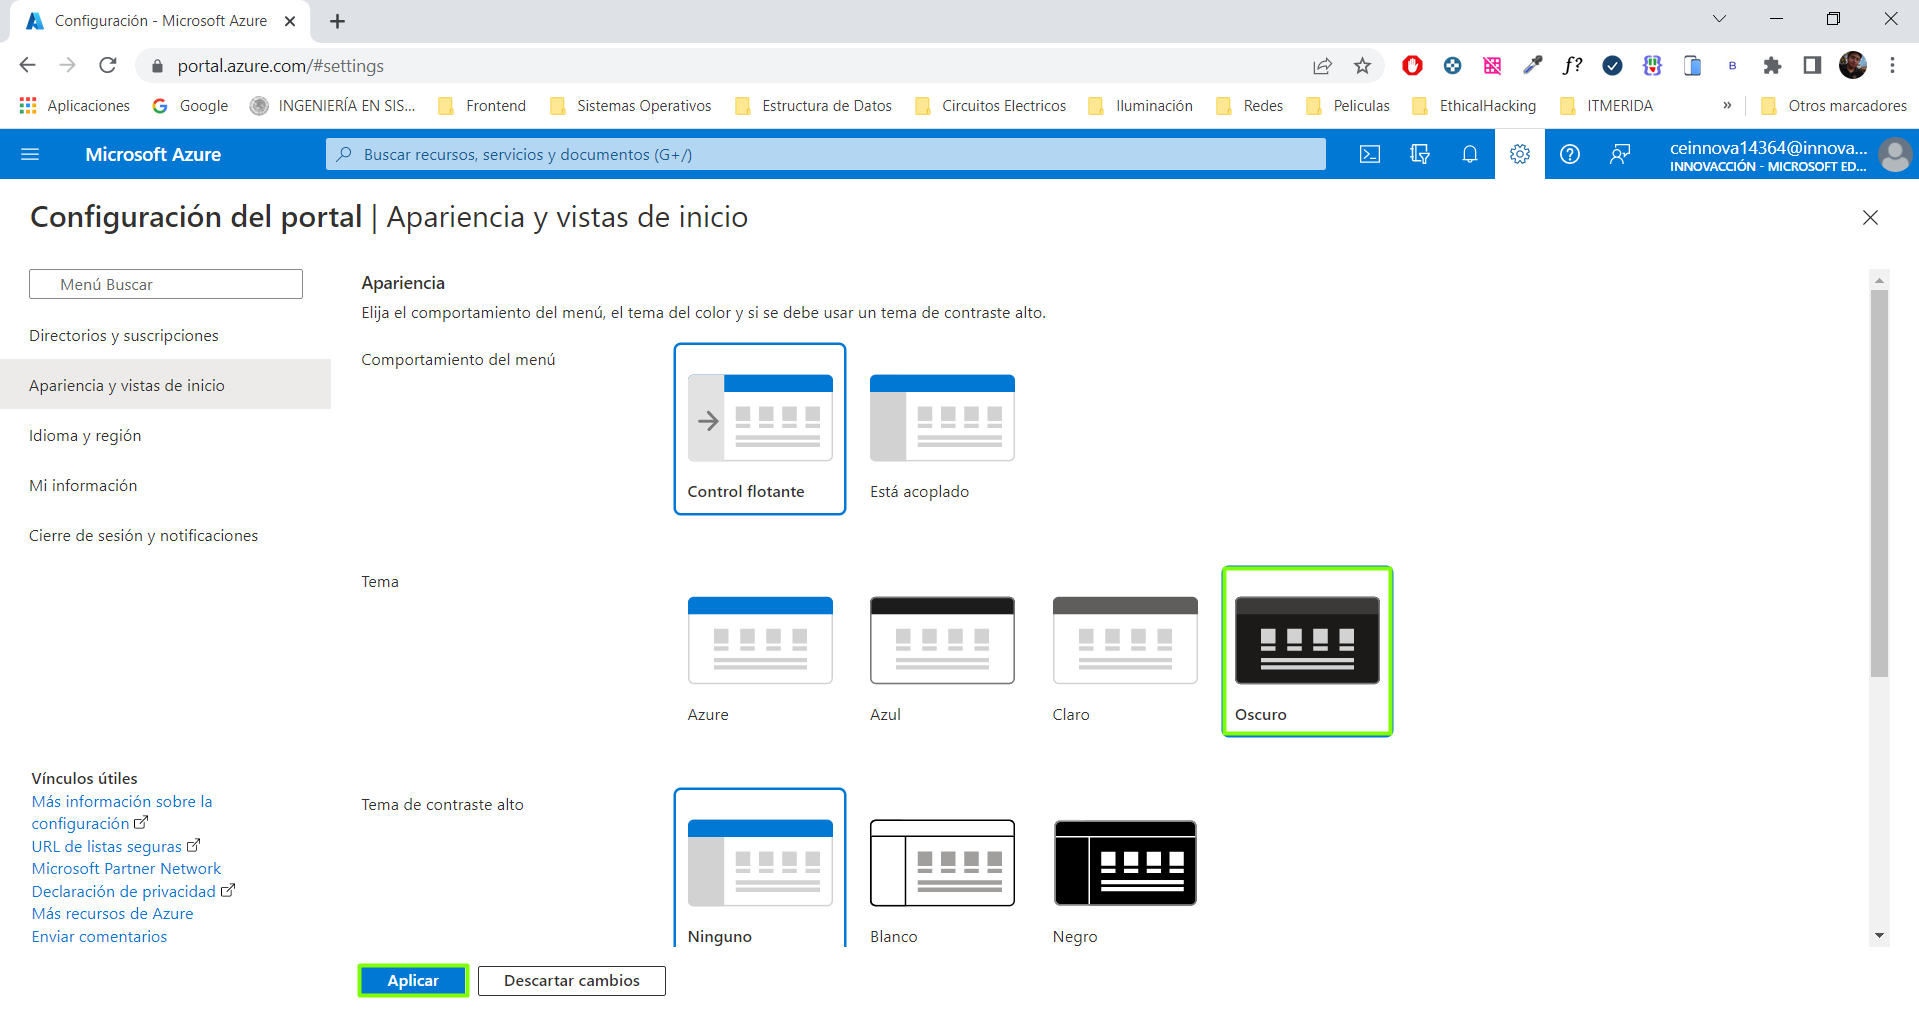 Configuración - Microsoft Azure
portal.azure.com/#settings
f?
B
Aplicaciones
Google
INGENIERÍA EN SIS...
Frontend
Sistemas Operativos
Estructura de Datos
Circuitos Electricos
Iluminación
Redes
Peliculas
EthicalHacking
ITMERIDA
»
Otros marcadores
Microsoft Azure
Buscar recursos, servicios y documentos (G+/)
ceinnova14364@innova...
INNOVACCIÓN - MICROSOFT ED...
Configuración del portal | Apariencia y vistas de inicio
Menú Buscar
Directorios y suscripciones
Apariencia y vistas de inicio
Idioma y región
Mi información
Cierre de sesión y notificaciones
Vínculos útiles
Más información sobre la
configuración
URL de listas seguras
Microsoft Partner Network
Declaración de privacidad
Más recursos de Azure
Enviar comentarios
Apariencia
Elija el comportamiento del menú, el tema del color y si se debe usar un tema de contraste alto.
Comportamiento del menú
Control flotante
Está acoplado
Tema
Azure
Azul
Claro
Oscuro
Tema de contraste alto
Ninguno
Blanco
Negro
Aplicar
Descartar cambios